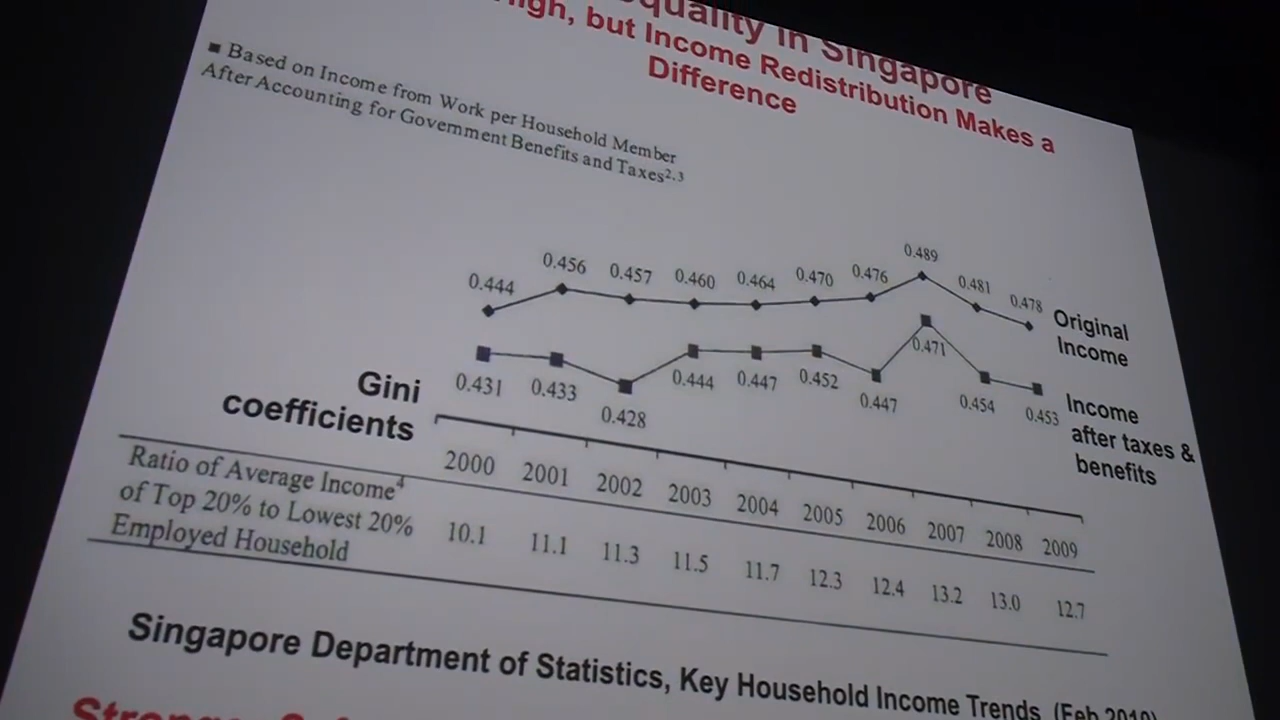 in Singapore
but Income Redistribution Makes a
Difference
■ Based on Income from Work per Household Member
After Accounting for Government Benefits and Taxes2,3
0.444 0.456 0.457 0.460 0.464 0.470 0.476 0.489 0.481 0.478
Original
Income
0.431 0.433 0.428 0.444 0.447 0.452 0.447 0.471 0.454 0.453
Income
after taxes &
benefits
Gini
coefficients
2000 2001 2002 2003 2004 2005 2006 2007 2008 2009
Ratio of Average Income4
of Top 20% to Lowest 20%
Employed Household
10.1 11.1 11.3 11.5 11.7 12.3 12.4 13.2 13.0 12.7
Singapore Department of Statistics, Key Household Income Trends (Feb 2010)